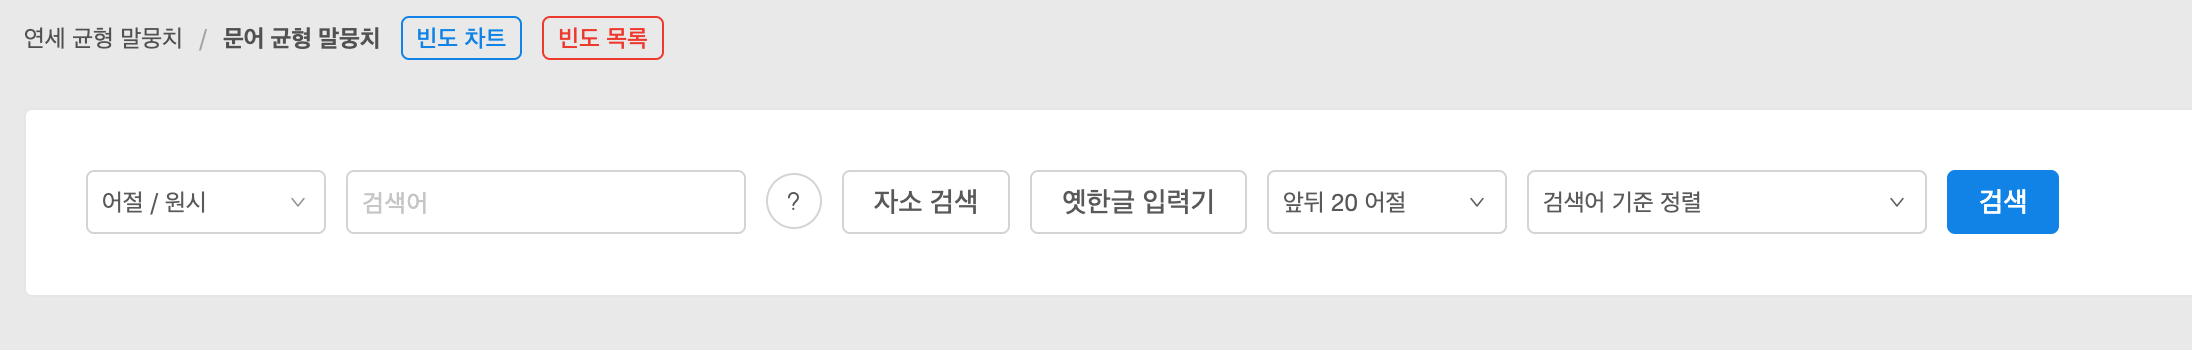 연세 균형 말뭉치 / 문어 균형 말뭉치 빈도 차트 빈도 목록
어절 / 원시 검색어 ? 자소 검색 옛한글 입력기 앞뒤 20 어절 검색어 기준 정렬 검색